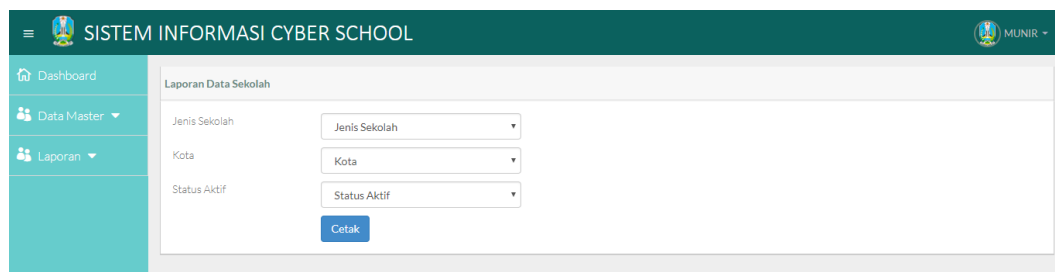 SISTEM INFORMASI CYBER SCHOOL
MUNIR
Dashboard
Data Master
Laporan
Laporan Data Sekolah
Jenis Sekolah
Jenis Sekolah
Kota
Kota
Status Aktif
Status Aktif
Cetak